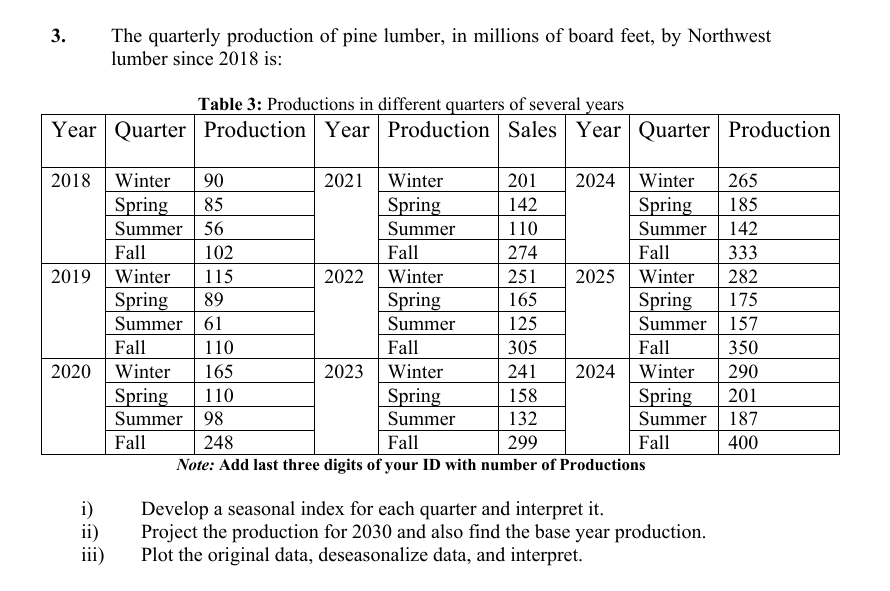 3. The quarterly production of pine lumber, in millions of board feet, by Northwest
lumber since 2018 is:
Table 3: Productions in different quarters of several years
Year Quarter Production Year Production Sales Year Quarter Production
2018 Winter 90 2021 Winter 201 2024 Winter 265
Spring 85 Spring 142 Spring 185
Summer 56 Summer 110 Summer 142
Fall 102 Fall 274 Fall 333
2019 Winter 115 2022 Winter 251 2025 Winter 282
Spring 89 Spring 165 Spring 175
Summer 61 Summer 125 Summer 157
Fall 110 Fall 305 Fall 350
2020 Winter 165 2023 Winter 241 2024 Winter 290
Spring 110 Spring 158 Spring 201
Summer 98 Summer 132 Summer 187
Fall 248 Fall 299 Fall 400
Note: Add last three digits of your ID with number of Productions
i) Develop a seasonal index for each quarter and interpret it.
ii) Project the production for 2030 and also find the base year production.
iii) Plot the original data, deseasonalize data, and interpret.